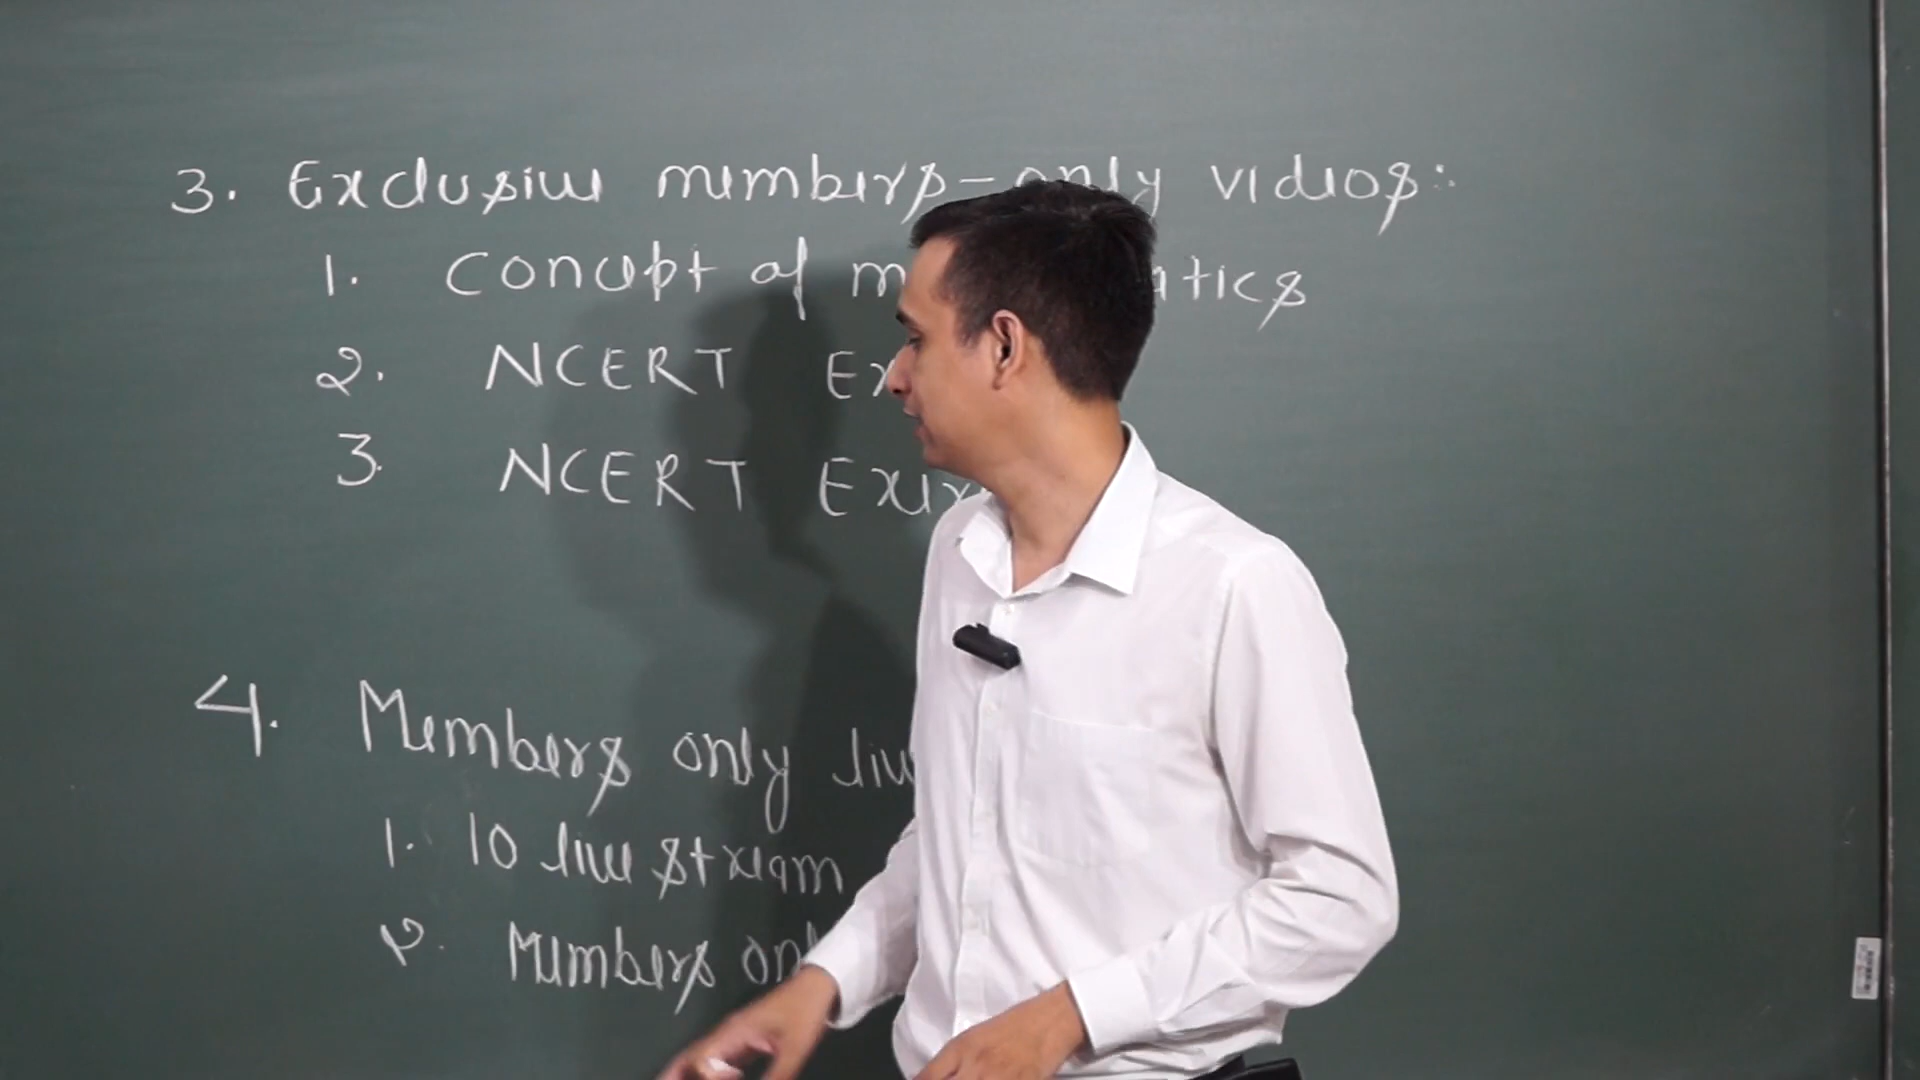 3. Exclusive members-only videos:
1. Concept of
2. NCERT
3. NCERT
4. Members only
1. 10 live stream
2. Members